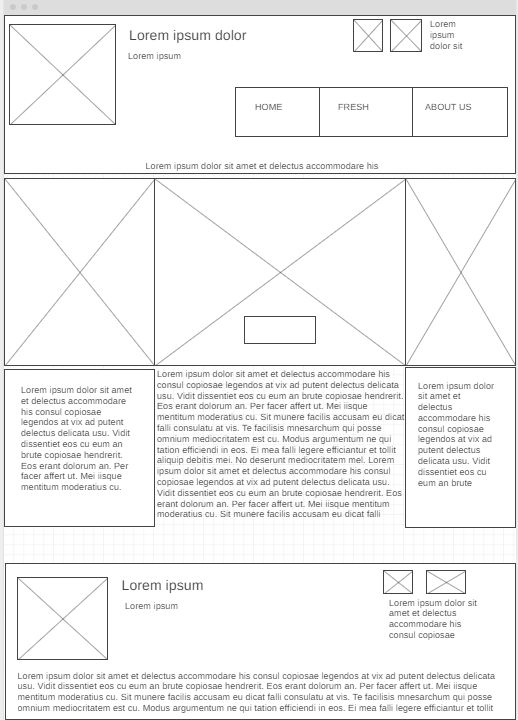 Lorem ipsum dolor
Lorem ipsum
Lorem
ipsum
dolor sit
HOME
FRESH
ABOUT US
Lorem ipsum dolor sit amet et delectus accommodare his
Lorem ipsum dolor sit amet
et delectus accommodare
his consul copiosae
legendos at vix ad putent
delectus delicata usu. Vidit
dissentiet eos cu eum an
brute copiosae hendrerit.
Eos erant dolorum an. Per
facer affert ut. Mei iisque
mentitum moderatius cu.
Lorem ipsum dolor sit amet et delectus accommodare his
consul copiosae legendos at vix ad putent delectus delicata
usu. Vidit dissentiet eos cu eum an brute copiosae hendrerit.
Eos erant dolorum an. Per facer affert ut. Mei iisque
mentitum moderatius cu. Sit munere facilis accusam eu dicat
falli consulatu at vis. Te facilisis mnesarchum qui posse
omnium mediocritatem est cu. Modus argumentum ne qui
tation efficiendi in eos. Ei mea falli legere efficiantur et tollit
aliquip debitis mei. No deserunt mediocritatem mel. Lorem
ipsum dolor sit amet et delectus accommodare his consul
copiosae legendos at vix ad putent delectus delicata usu.
Vidit dissentiet eos cu eum an brute copiosae hendrerit. Eos
erant dolorum an. Per facer affert ut. Mei iisque mentitum
moderatius cu. Sit munere facilis accusam eu dicat falli
Lorem ipsum dolor
sit amet et
delectus
accommodare his
consul copiosae
legendos at vix ad
putent delectus
delicata usu. Vidit
dissentiet eos cu
eum an brute
Lorem ipsum
Lorem ipsum
Lorem ipsum dolor sit
amet et delectus
accommodare his
consul copiosae
Lorem ipsum dolor sit amet et delectus accommodare his consul copiosae legendos at vix ad putent delectus delicata
usu. Vidit dissentiet eos cu eum an brute copiosae hendrerit. Eos erant dolorum an. Per facer affert ut. Mei iisque
mentitum moderatius cu. Sit munere facilis accusam eu dicat falli consulatu at vis. Te facilisis mnesarchum qui posse
omnium mediocritatem est cu. Modus argumentum ne qui tation efficiendi in eos. Ei mea falli legere efficiantur et tollit